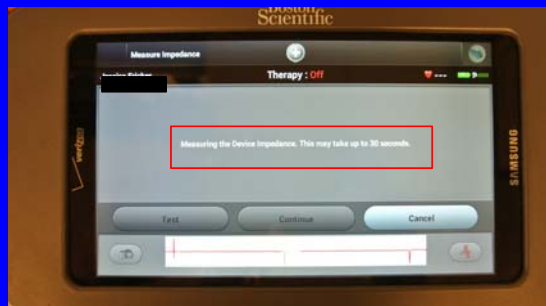 Boston
Scientific
Measure Impedance
Therapy : Off
---
Measuring the Device Impedance. This may take up to 30 seconds.
Test
Continue
Cancel
verizon
SAMSUNG